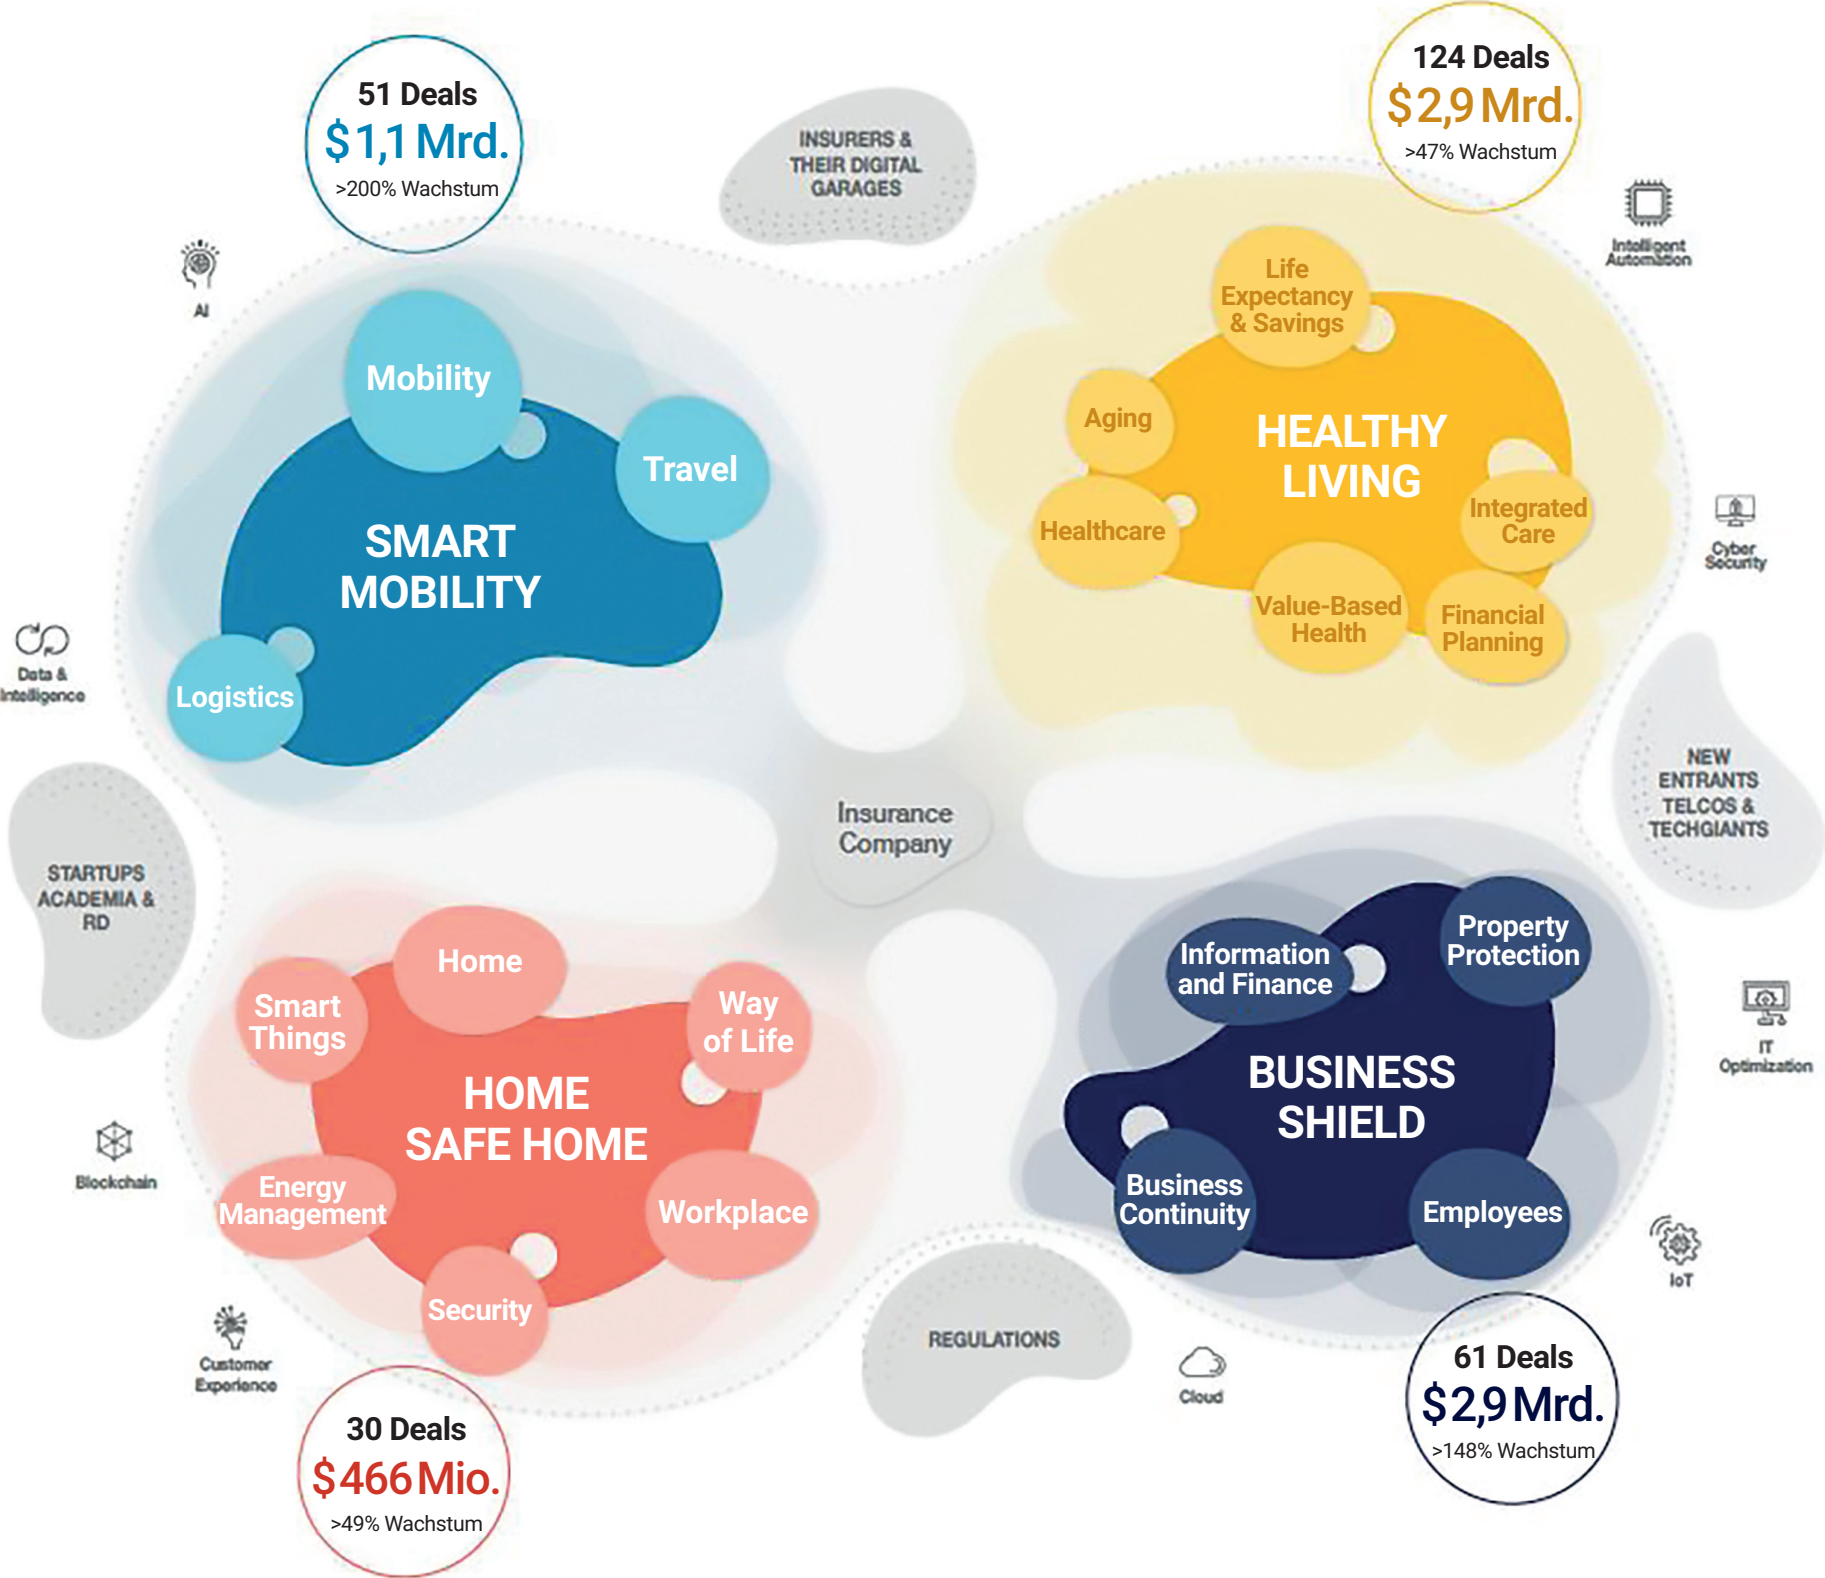 51 Deals
$1,1 Mrd.
>200% Wachstum
INSURERS &
THEIR DIGITAL
GARAGES
124 Deals
$2,9 Mrd.
>47% Wachstum
Intelligent
Automation
AI
Mobility
Travel
SMART
MOBILITY
Logistics
Life
Expectancy
& Savings
Aging
HEALTHY
LIVING
Healthcare
Integrated
Care
Value-Based
Health
Financial
Planning
Cyber
Security
Data &
Intelligence
NEW
ENTRANTS
TELCOS &
TECHGIANTS
Insurance
Company
STARTUPS
ACADEMIA &
RD
Home
Smart
Things
Way
of Life
HOME
SAFE HOME
Energy
Management
Workplace
Security
Information
and Finance
Property
Protection
BUSINESS
SHIELD
Business
Continuity
Employees
IT
Optimization
Blockchain
IoT
Customer
Experience
REGULATIONS
Cloud
30 Deals
$466 Mio.
>49% Wachstum
61 Deals
$2,9 Mrd.
>148% Wachstum